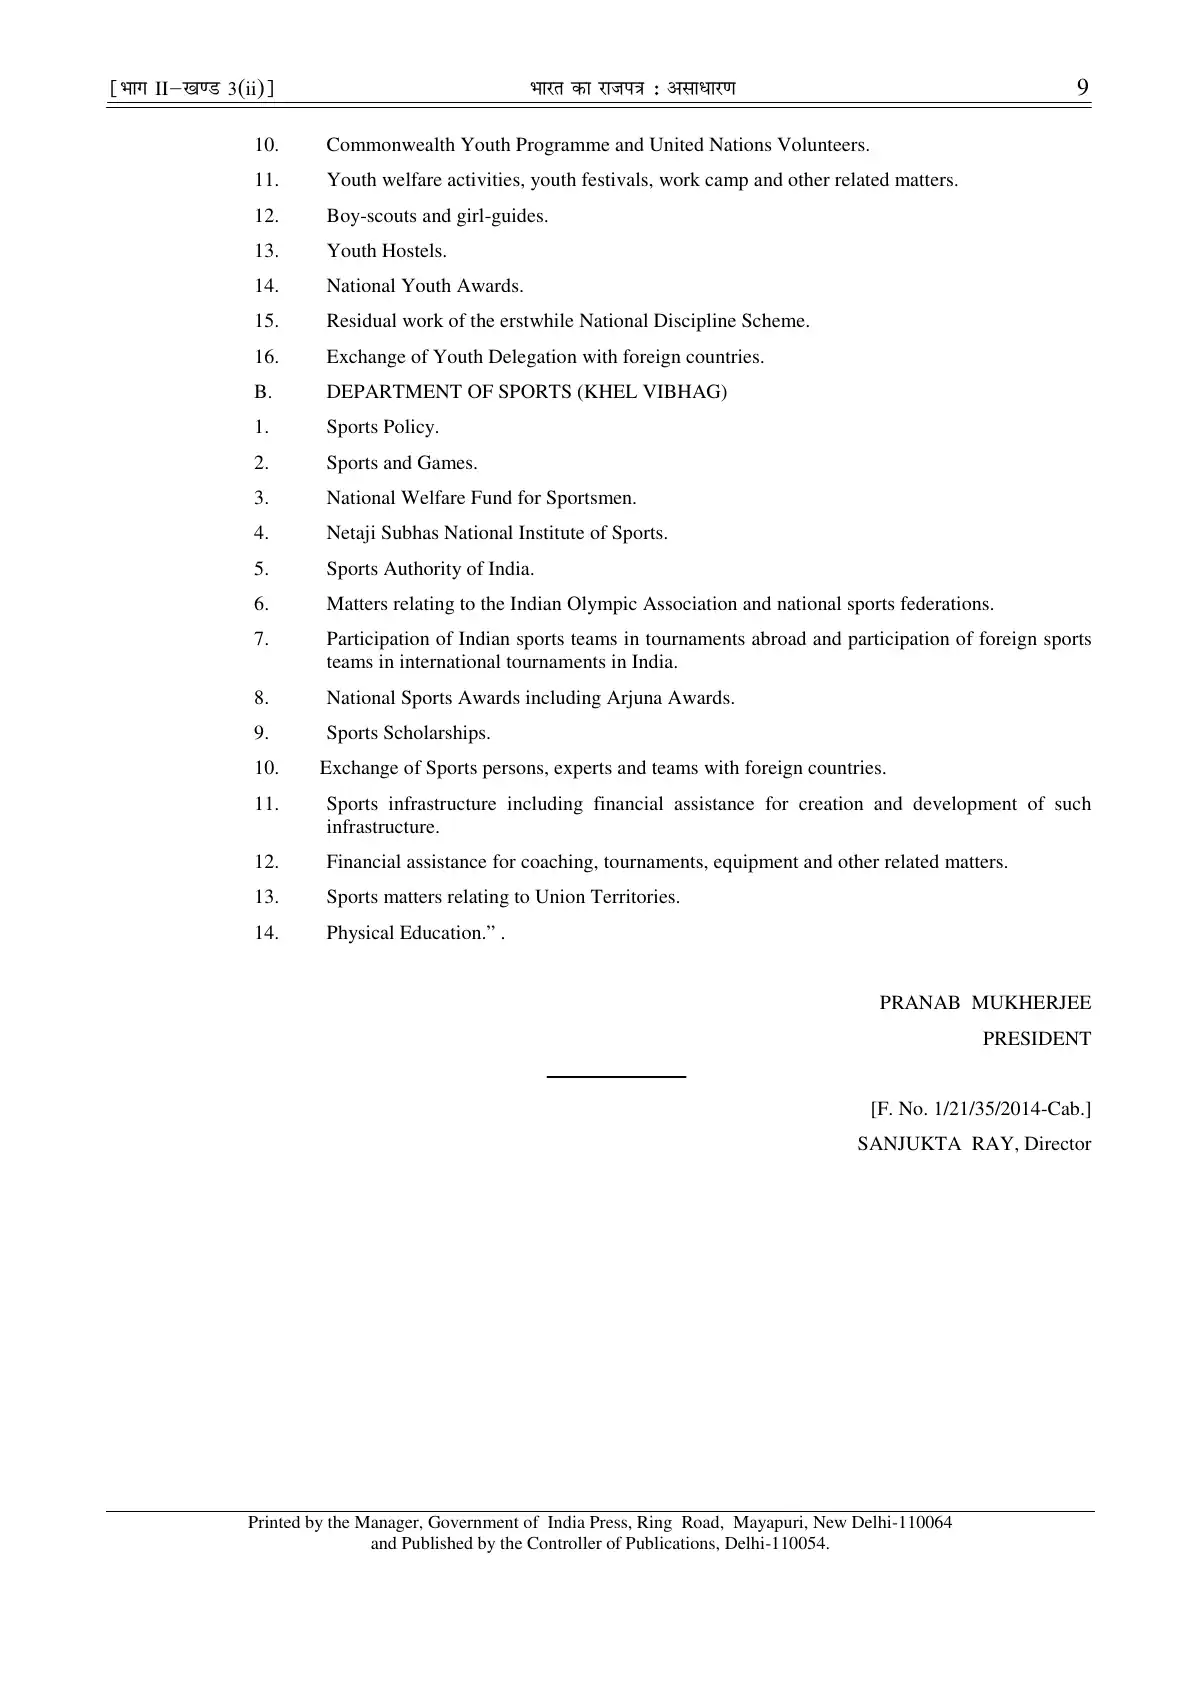 [भाग II−खण्ड 3(ii)] भारत का राजपत्र : असाधारण 9
10. Commonwealth Youth Programme and United Nations Volunteers.
11. Youth welfare activities, youth festivals, work camp and other related matters.
12. Boy-scouts and girl-guides.
13. Youth Hostels.
14. National Youth Awards.
15. Residual work of the erstwhile National Discipline Scheme.
16. Exchange of Youth Delegation with foreign countries.
B. DEPARTMENT OF SPORTS (KHEL VIBHAG)
1. Sports Policy.
2. Sports and Games.
3. National Welfare Fund for Sportsmen.
4. Netaji Subhas National Institute of Sports.
5. Sports Authority of India.
6. Matters relating to the Indian Olympic Association and national sports federations.
7. Participation of Indian sports teams in tournaments abroad and participation of foreign sports
teams in international tournaments in India.
8. National Sports Awards including Arjuna Awards.
9. Sports Scholarships.
10. Exchange of Sports persons, experts and teams with foreign countries.
11. Sports infrastructure including financial assistance for creation and development of such
infrastructure.
12. Financial assistance for coaching, tournaments, equipment and other related matters.
13. Sports matters relating to Union Territories.
14. Physical Education.” .
PRANAB MUKHERJEE
PRESIDENT
[F. No. 1/21/35/2014-Cab.]
SANJUKTA RAY, Director
Printed by the Manager, Government of India Press, Ring Road, Mayapuri, New Delhi-110064
and Published by the Controller of Publications, Delhi-110054.